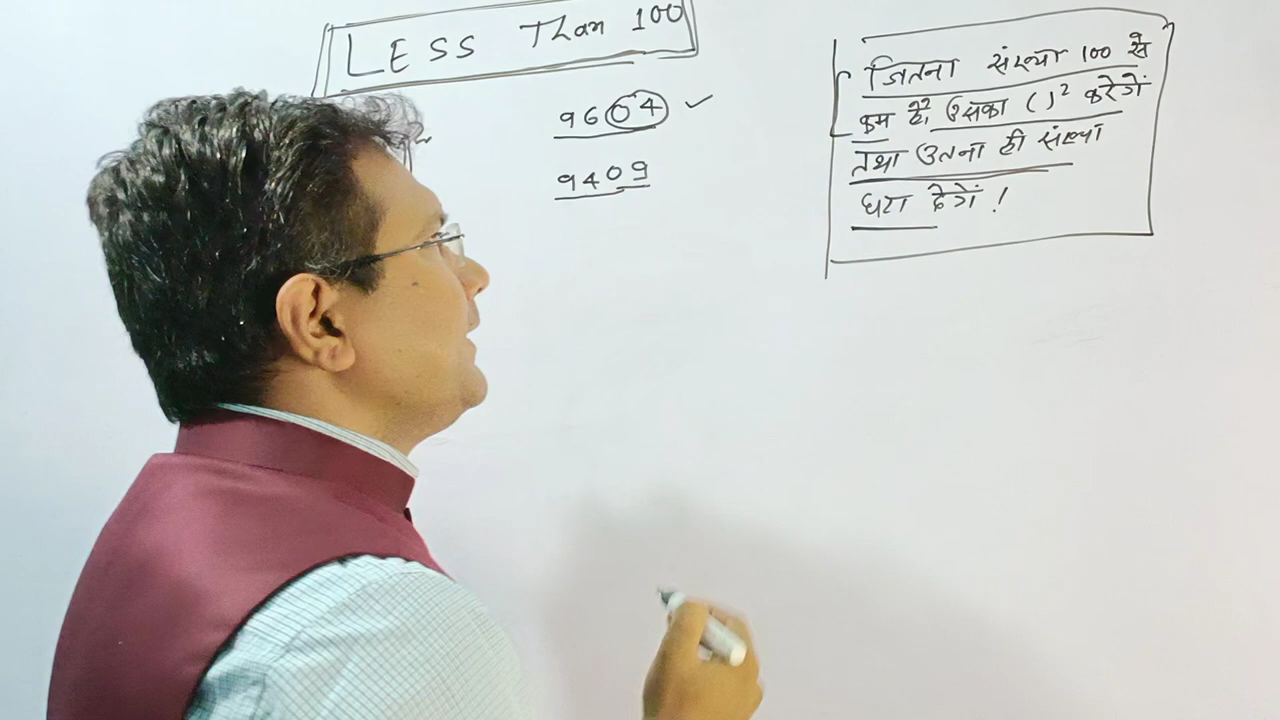 LESS Than 100
9604
9409
जितना संख्या 100 से
कम है, उसका ( )² करेगें
तथा उतना ही संख्या
घटा देगें !